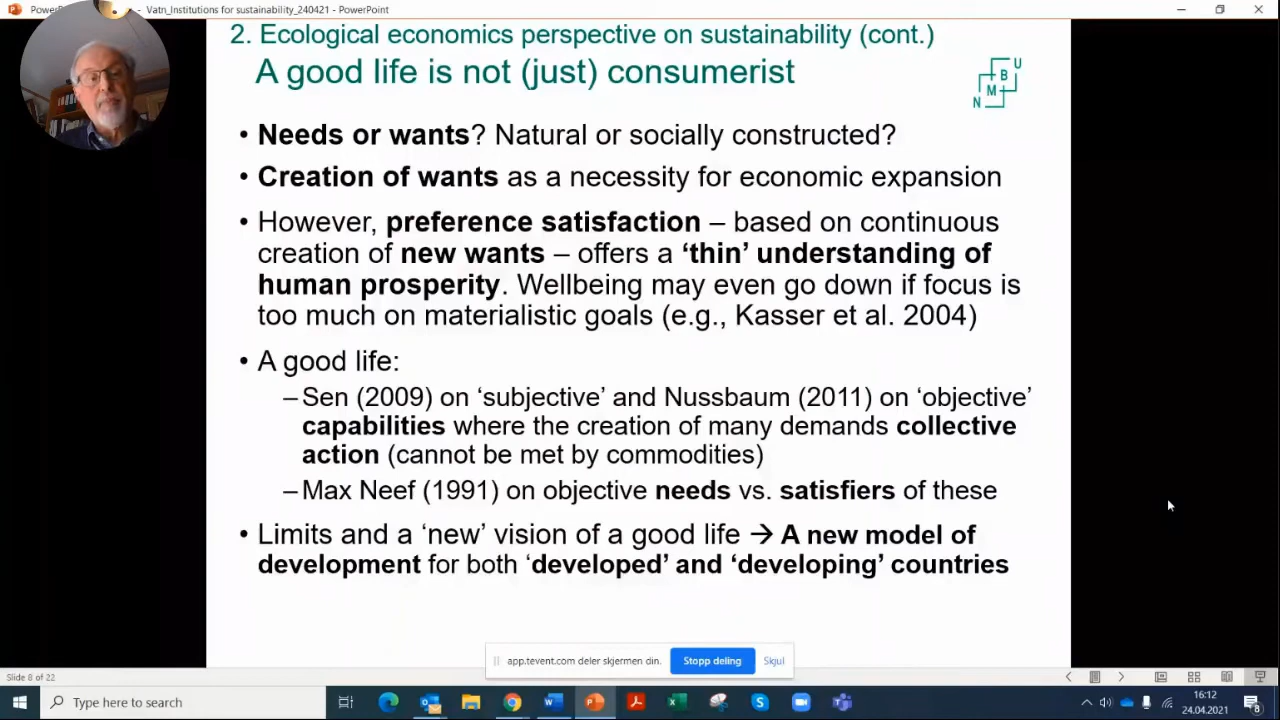 PowerPoint
Vatn_Institutions for sustainability_240421 - PowerPoint
2. Ecological economics perspective on sustainability (cont.)
A good life is not (just) consumerist
U
B
M
N
• Needs or wants? Natural or socially constructed?
• Creation of wants as a necessity for economic expansion
• However, preference satisfaction – based on continuous
creation of new wants – offers a ‘thin’ understanding of
human prosperity. Wellbeing may even go down if focus is
too much on materialistic goals (e.g., Kasser et al. 2004)
• A good life:
–Sen (2009) on ‘subjective’ and Nussbaum (2011) on ‘objective’
capabilities where the creation of many demands collective
action (cannot be met by commodities)
–Max Neef (1991) on objective needs vs. satisfiers of these
• Limits and a ‘new’ vision of a good life → A new model of
development for both ‘developed’ and ‘developing’ countries
app.tevent.com deler skjermen din.
Stopp deling
Skjul
Slide 8 of 22
Type here to search
16:12
24.04.2021
8